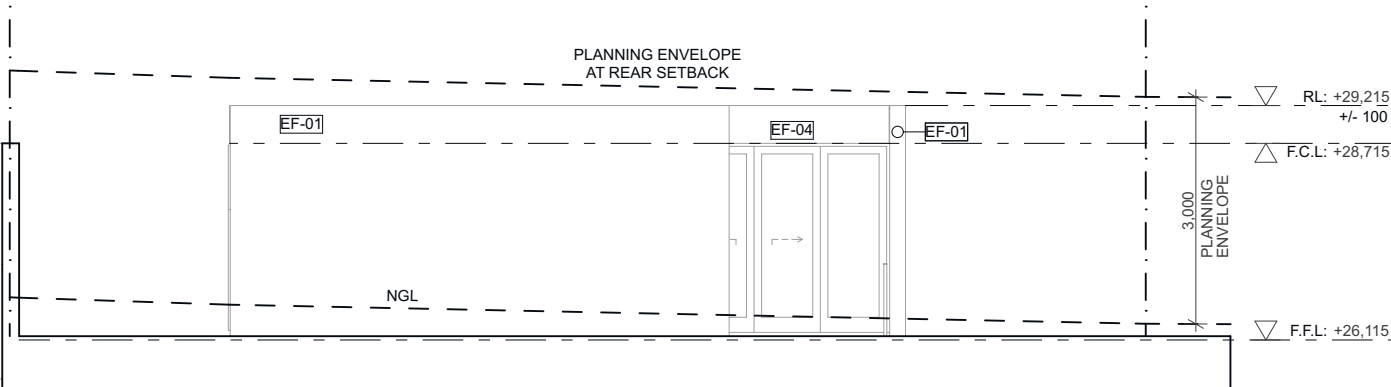 PLANNING ENVELOPE
AT REAR SETBACK
RL: +29,215
+/- 100
EF-01
EF-04
EF-01
F.C.L: +28,715
3,000
PLANNING
ENVELOPE
NGL
F.F.L: +26,115